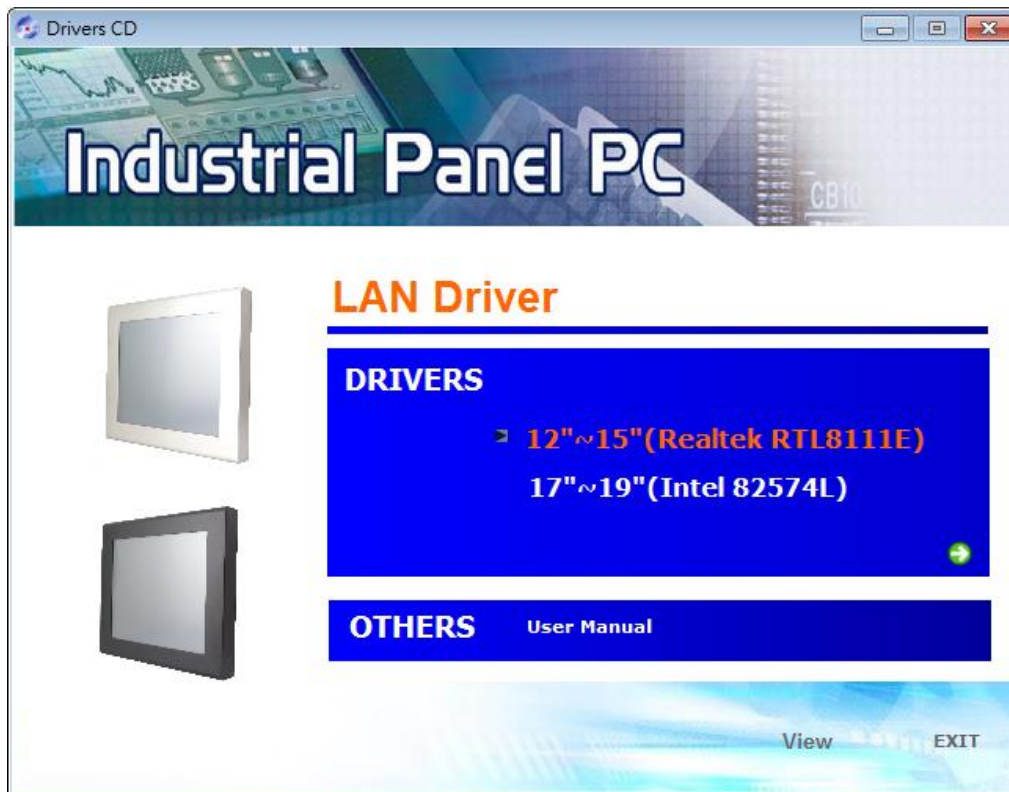 Drivers CD
Industrial Panel PC
CB10
LAN Driver
DRIVERS
12"~15"(Realtek RTL8111E)
17"~19"(Intel 82574L)
OTHERS User Manual
View EXIT